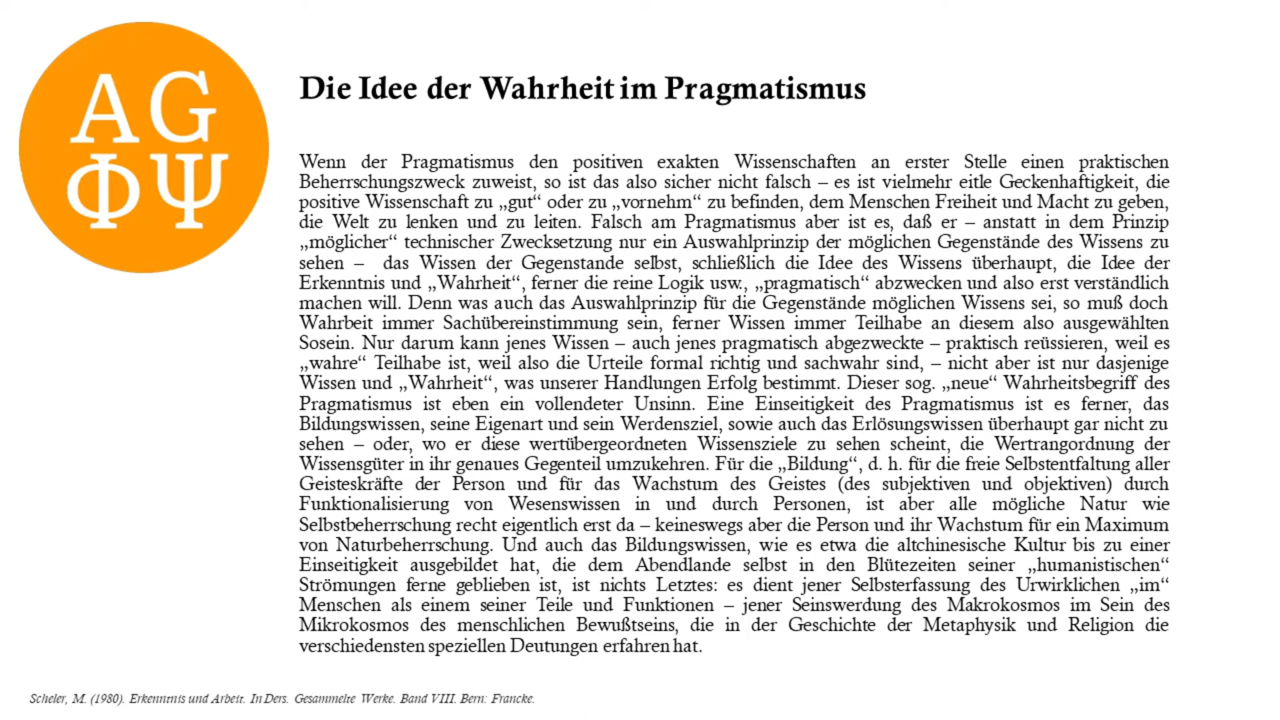 AG
ΦΨ
Die Idee der Wahrheit im Pragmatismus
Wenn der Pragmatismus den positiven exakten Wissenschaften an erster Stelle einen praktischen
Beherrschungszweck zuweist, so ist das also sicher nicht falsch – es ist vielmehr eitle Geckenhaftigkeit, die
positive Wissenschaft zu „gut“ oder zu „vornehm“ zu befinden, dem Menschen Freiheit und Macht zu geben,
die Welt zu lenken und zu leiten. Falsch am Pragmatismus aber ist es, daß er – anstatt in dem Prinzip
„möglicher“ technischer Zwecksetzung nur ein Auswahlprinzip der möglichen Gegenstände des Wissens zu
sehen – das Wissen der Gegenstande selbst, schließlich die Idee des Wissens überhaupt, die Idee der
Erkenntnis und „Wahrheit“, ferner die reine Logik usw., „pragmatisch“ abzwecken und also erst verständlich
machen will. Denn was auch das Auswahlprinzip für die Gegenstände möglichen Wissens sei, so muß doch
Wahrbeit immer Sachübereinstimmung sein, ferner Wissen immer Teilhabe an diesem also ausgewählten
Sosein. Nur darum kann jenes Wissen – auch jenes pragmatisch abgezweckte – praktisch reüssieren, weil es
„wahre“ Teilhabe ist, weil also die Urteile formal richtig und sachwahr sind, – nicht aber ist nur dasjenige
Wissen und „Wahrheit“, was unserer Handlungen Erfolg bestimmt. Dieser sog. „neue“ Wahrheitsbegriff des
Pragmatismus ist eben ein vollendeter Unsinn. Eine Einseitigkeit des Pragmatismus ist es ferner, das
Bildungswissen, seine Eigenart und sein Werdensziel, sowie auch das Erlösungswissen überhaupt gar nicht zu
sehen – oder, wo er diese wertübergeordneten Wissensziele zu sehen scheint, die Wertrangordnung der
Wissensgüter in ihr genaues Gegenteil umzukehren. Für die „Bildung“, d. h. für die freie Selbstentfaltung aller
Geisteskräfte der Person und für das Wachstum des Geistes (des subjektiven und objektiven) durch
Funktionalisierung von Wesenswissen in und durch Personen, ist aber alle mögliche Natur wie
Selbstbeherrschung recht eigentlich erst da – keineswegs aber die Person und ihr Wachstum für ein Maximum
von Naturbeherrschung. Und auch das Bildungswissen, wie es etwa die altchinesische Kultur bis zu einer
Einseitigkeit ausgebildet hat, die dem Abendlande selbst in den Blütezeiten seiner „humanistischen“
Strömungen ferne geblieben ist, ist nichts Letztes: es dient jener Selbsterfassung des Urwirklichen „im“
Menschen als einem seiner Teile und Funktionen – jener Seinswerdung des Makrokosmos im Sein des
Mikrokosmos des menschlichen Bewußtseins, die in der Geschichte der Metaphysik und Religion die
verschiedensten speziellen Deutungen erfahren hat.
Scheler, M. (1980). Erkenntnis und Arbeit. In Ders. Gesammelte Werke. Band VIII. Bern: Francke.